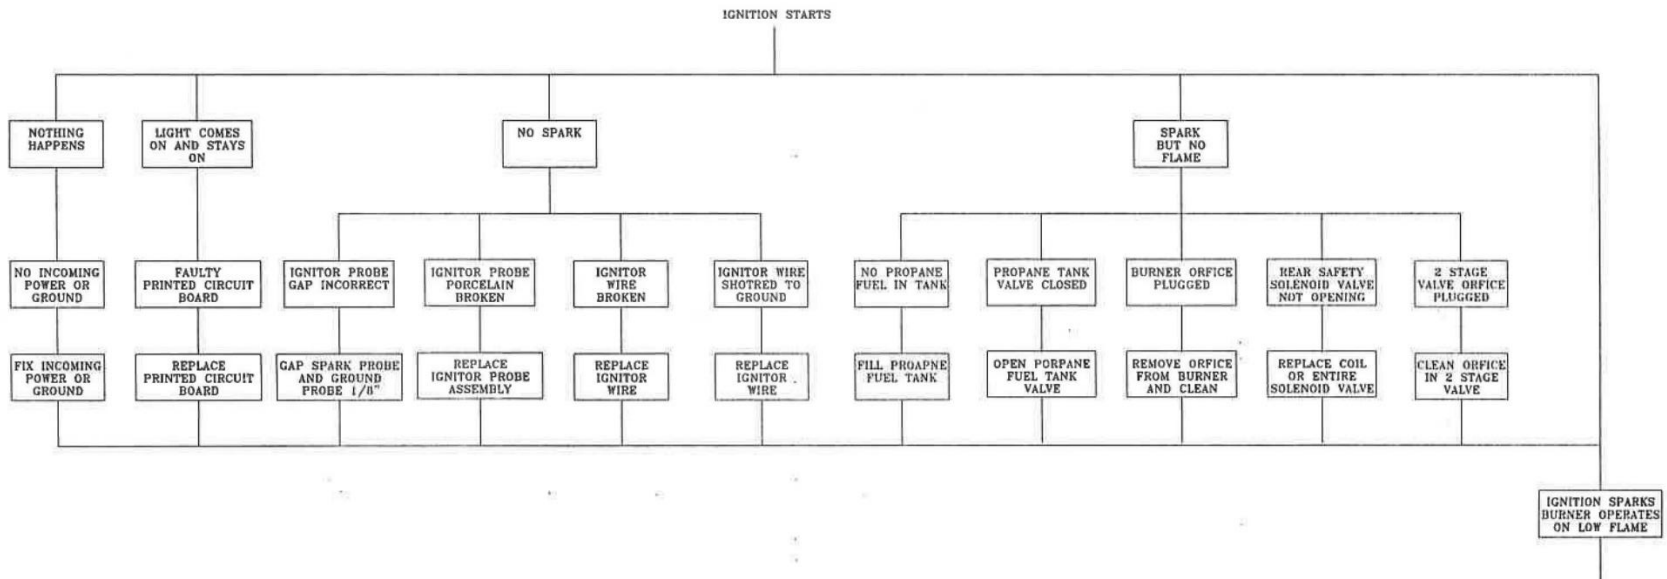 IGNITION STARTS
NOTHING
HAPPENS
LIGHT COMES
ON AND STAYS
ON
NO SPARK
SPARK
BUT NO
FLAME
NO INCOMING
POWER OR
GROUND
FAULTY
PRINTED CIRCUIT
BOARD
IGNITOR PROBE
GAP INCORRECT
IGNITOR PROBE
PORCELAIN
BROKEN
IGNITOR
WIRE
BROKEN
IGNITOR WIRE
SHOTRED TO
GROUND
NO PROPANE
FUEL IN TANK
PROPANE TANK
VALVE CLOSED
BURNER ORFICE
PLUGGED
REAR SAFETY
SOLENOID VALVE
NOT OPENING
2 STAGE
VALVE ORFICE
PLUGGED
FIX INCOMING
POWER OR
GROUND
REPLACE
PRINTED CIRCUIT
BOARD
GAP SPARK PROBE
AND GROUND
PROBE 1/8"
REPLACE
IGNITOR PROBE
ASSEMBLY
REPLACE
IGNITOR
WIRE
REPLACE
IGNITOR
WIRE
FILL PROAPNE
FUEL TANK
OPEN PORPANE
FUEL TANK
VALVE
REMOVE ORFICE
FROM BURNER
AND CLEAN
REPLACE COIL
OR ENTIRE
SOLENOID VALVE
CLEAN ORFICE
IN 2 STAGE
VALVE
IGNITION SPARKS
BURNER OPERATES
ON LOW FLAME